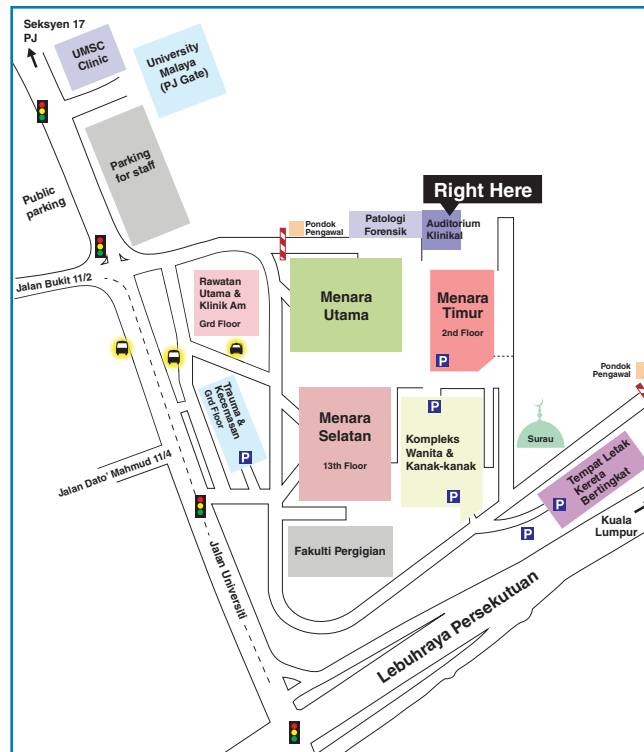 Seksyen 17
PJ
UMSC
Clinic
University
Malaya
(PJ Gate)
Parking
for staff
Public
parking
Right Here
Pondok
Pengawal
Patologi
Forensik
Auditorium
Klinikal
Jalan Bukit 11/2
Rawatan
Utama &
Klinik Am
Grd Floor
Menara
Utama
Menara
Timur
2nd Floor
P
Pondok
Pengawal
Trauma &
Kecemasan
Grd Floor
P
Menara
Selatan
13th Floor
P
Kompleks
Wanita &
Kanak-kanak
P
Surau
Tempat Letak
Kereta
Bertingkat
P
P
Kuala
Lumpur
Jalan Dato' Mahmud 11/4
Jalan Universiti
Fakulti Pergigian
Lebuhraya Persekutuan